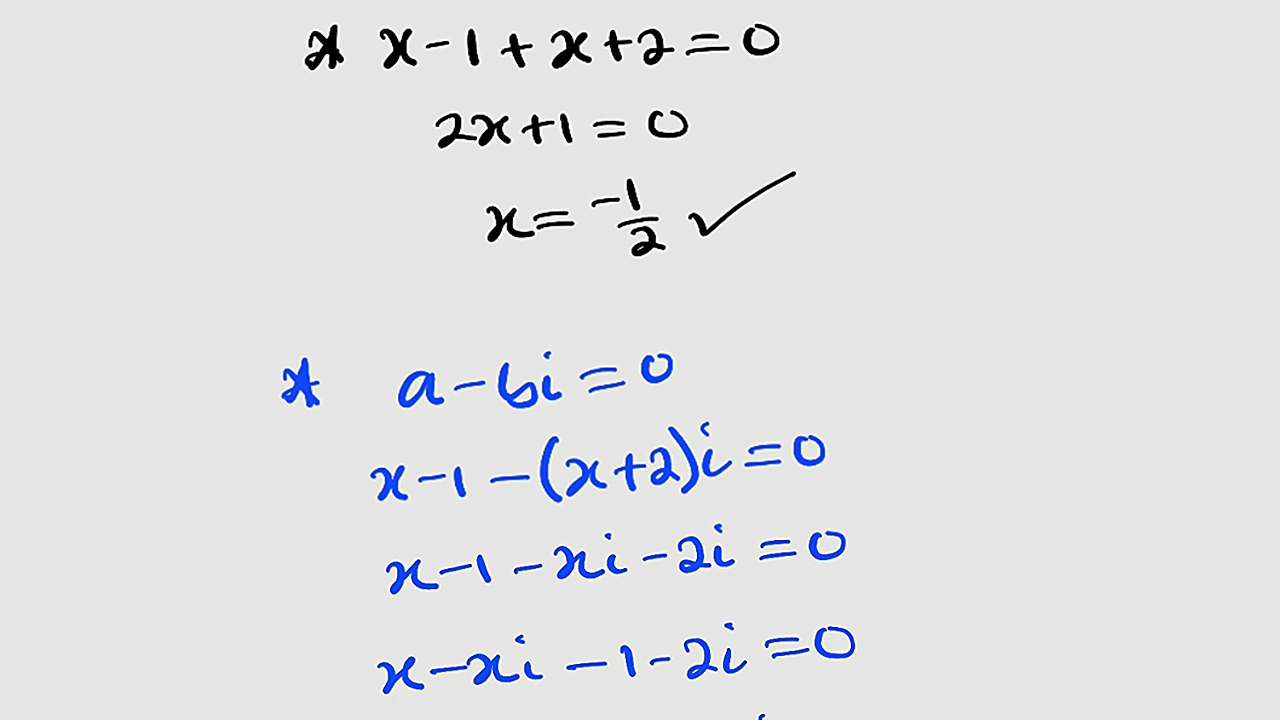 * x-1+x+2=0
2x+1=0
x=-1/2 ✓
* a-bi=0
x-1-(x+2)i=0
x-1-xi-2i=0
x-xi-1-2i=0